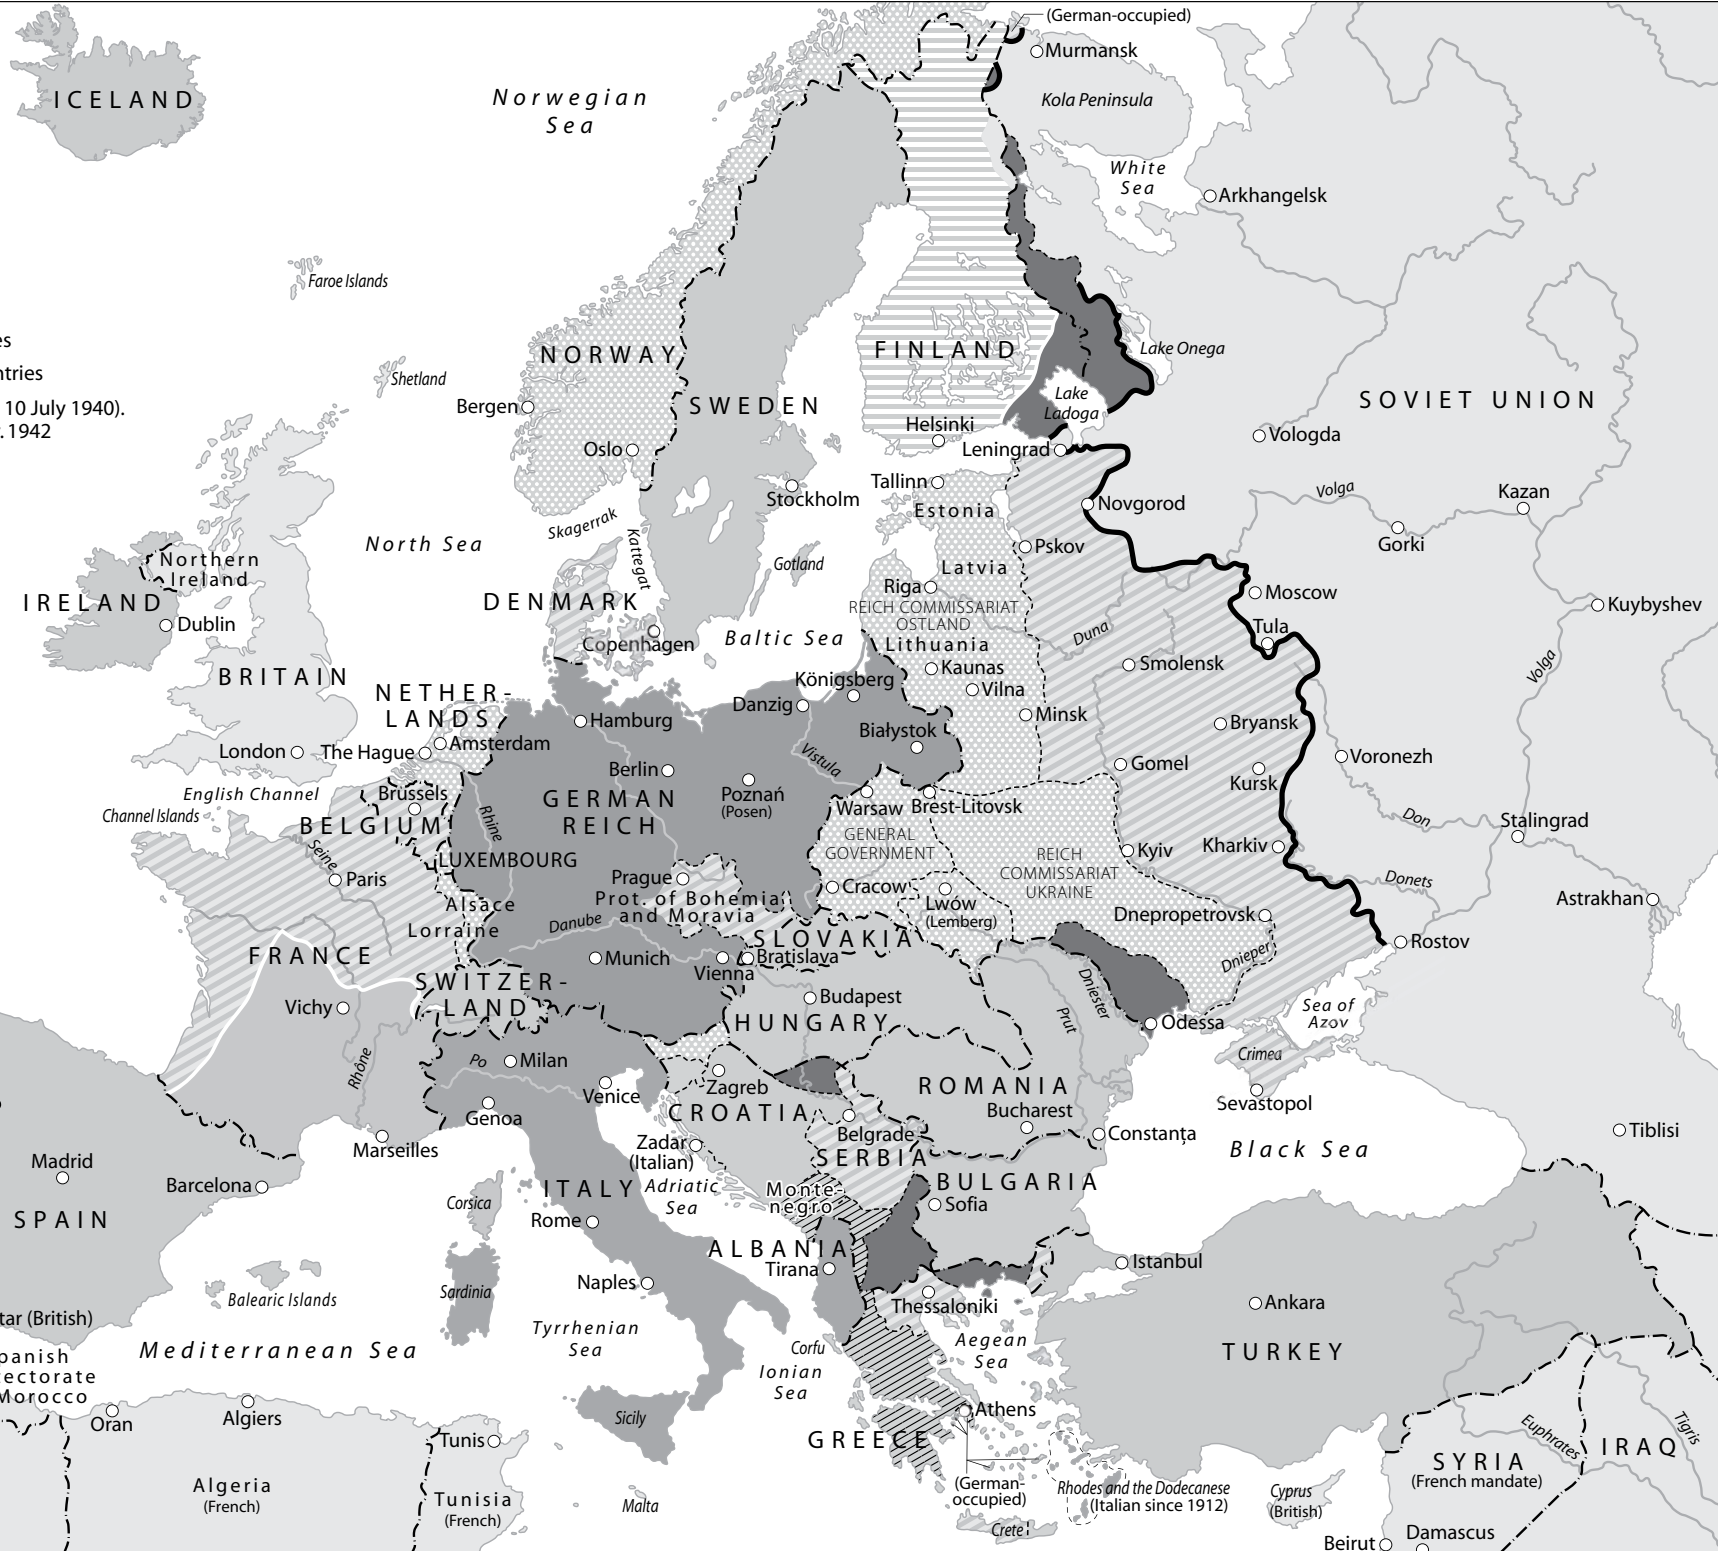 (German-occupied)
Murmansk
ICELAND
Norwegian
Sea
Kola Peninsula
White
Sea
Arkhangelsk
Faroe Islands
es
ntries
10 July 1940).
. 1942
Shetland
NORWAY
FINLAND
Lake Onega
Bergen
SWEDEN
Lake
Ladoga
SOVIET UNION
Helsinki
Oslo
Leningrad
Vologda
Tallinn
Stockholm
Estonia
Novgorod
Volga
Kazan
Skagerrak
Kattegat
North Sea
Gorki
Pskov
Northern
Ireland
Gotland
Latvia
Riga
IRELAND
DENMARK
REICH COMMISSARIAT
OSTLAND
Moscow
Kuybyshev
Dublin
Copenhagen
Baltic Sea
Lithuania
Duna
Tula
BRITAIN
Königsberg
Kaunas
Smolensk
Volga
NETHER-
LANDS
Danzig
Vilna
Hamburg
Minsk
Bryansk
London
The Hague
Amsterdam
Białystok
Vistula
Voronezh
Berlin
Gomel
Kursk
English Channel
Brussels
Poznań
(Posen)
GERMAN
REICH
Warsaw
Brest-Litovsk
Channel Islands
BELGIUM
Rhine
Don
Stalingrad
GENERAL
GOVERNMENT
Seine
LUXEMBOURG
Kyiv
Kharkiv
REICH
COMMISSARIAT
UKRAINE
Paris
Prague
Cracow
Donets
Alsace
Prot. of Bohemia
and Moravia
Lwów
(Lemberg)
Astrakhan
Lorraine
Danube
Dnepropetrovsk
FRANCE
SLOVAKIA
Rostov
Munich
Vienna
Bratislava
Dnieper
SWITZER-
LAND
Dniester
Vichy
Budapest
Prut
Sea of
Azov
HUNGARY
Odessa
Rhône
Po
Milan
Crimea
Venice
Zagreb
ROMANIA
Sevastopol
Genoa
CROATIA
Bucharest
Marseilles
Zadar
(Italian)
Belgrade
Constanţa
Tiblisi
Madrid
SERBIA
Black Sea
Barcelona
Corsica
ITALY
Adriatic
Sea
Monte-
negro
BULGARIA
SPAIN
Rome
Sofia
ALBANIA
Tirana
Istanbul
Balearic Islands
Sardinia
Naples
Thessaloniki
Ankara
tar (British)
Tyrrhenian
Sea
Corfu
Aegean
Sea
TURKEY
Mediterranean Sea
Ionian
Sea
panish
tectorate
Morocco
Oran
Algiers
Sicily
Athens
Tunis
GREECE
Euphrates
Tigris
IRAQ
SYRIA
(French mandate)
Algeria
(French)
Tunisia
(French)
Malta
(German-
occupied)
Rhodes and the Dodecanese
(Italian since 1912)
Cyprus
(British)
Crete
Beirut
Damascus